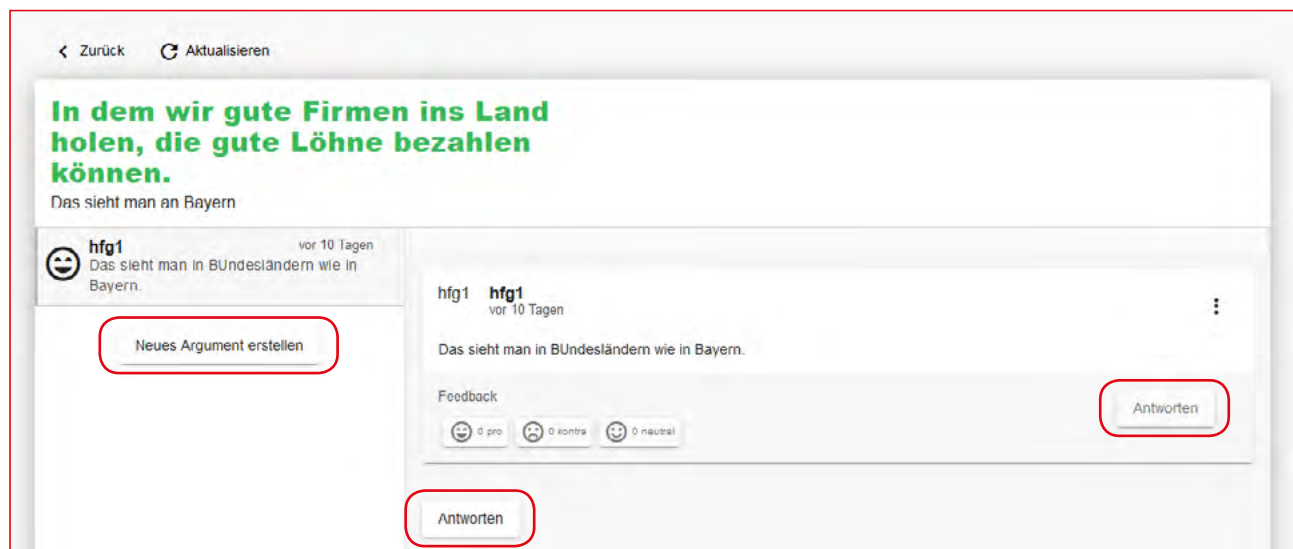 Zurück Aktualisieren
In dem wir gute Firmen ins Land
holen, die gute Löhne bezahlen
können.
Das sieht man an Bayern
hfg1 vor 10 Tagen
Das sieht man in BUndesländern wie in
Bayern.
Neues Argument erstellen
hfg1 hfg1
vor 10 Tagen
Das sieht man in BUndesländern wie in Bayern.
Feedback
0 pro 0 kontra 0 neutral
Antworten
Antworten